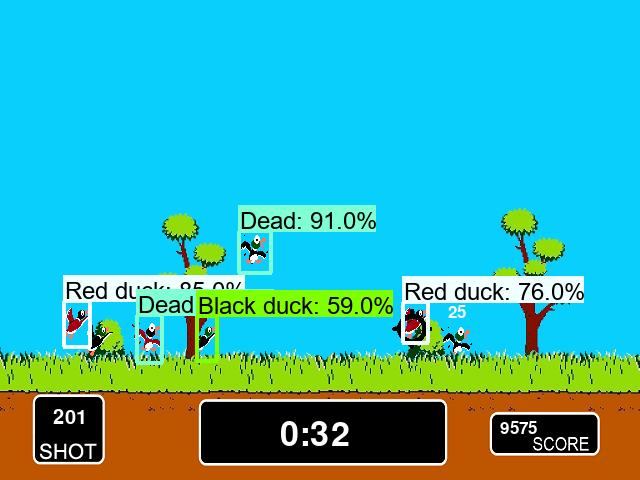 Dead: 91.0%
Red duck: 85.0%
Dead
Black duck: 59.0%
Red duck: 76.0%
25
201
SHOT
0:32
9575
SCORE